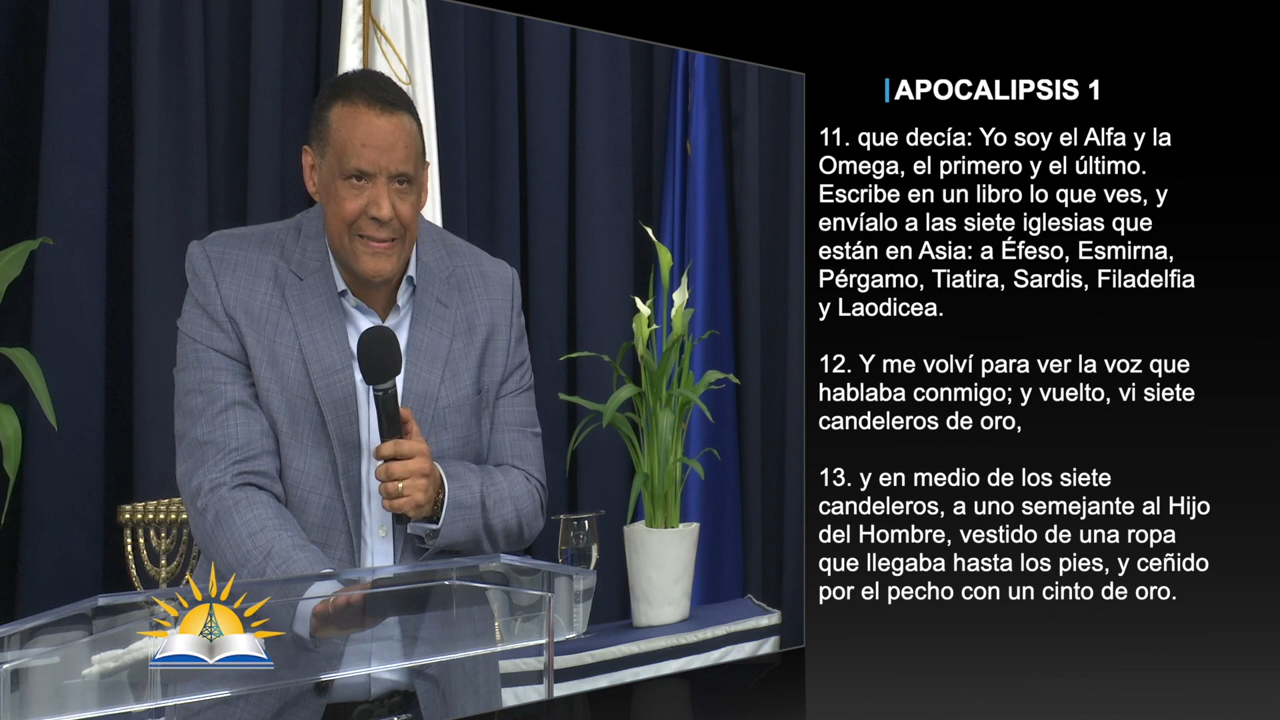 APOCALIPSIS 1
11. que decía: Yo soy el Alfa y la
Omega, el primero y el último.
Escribe en un libro lo que ves, y
envíalo a las siete iglesias que
están en Asia: a Éfeso, Esmirna,
Pérgamo, Tiatira, Sardis, Filadelfia
y Laodicea.
12. Y me volví para ver la voz que
hablaba conmigo; y vuelto, vi siete
candeleros de oro,
13. y en medio de los siete
candeleros, a uno semejante al Hijo
del Hombre, vestido de una ropa
que llegaba hasta los pies, y ceñido
por el pecho con un cinto de oro.